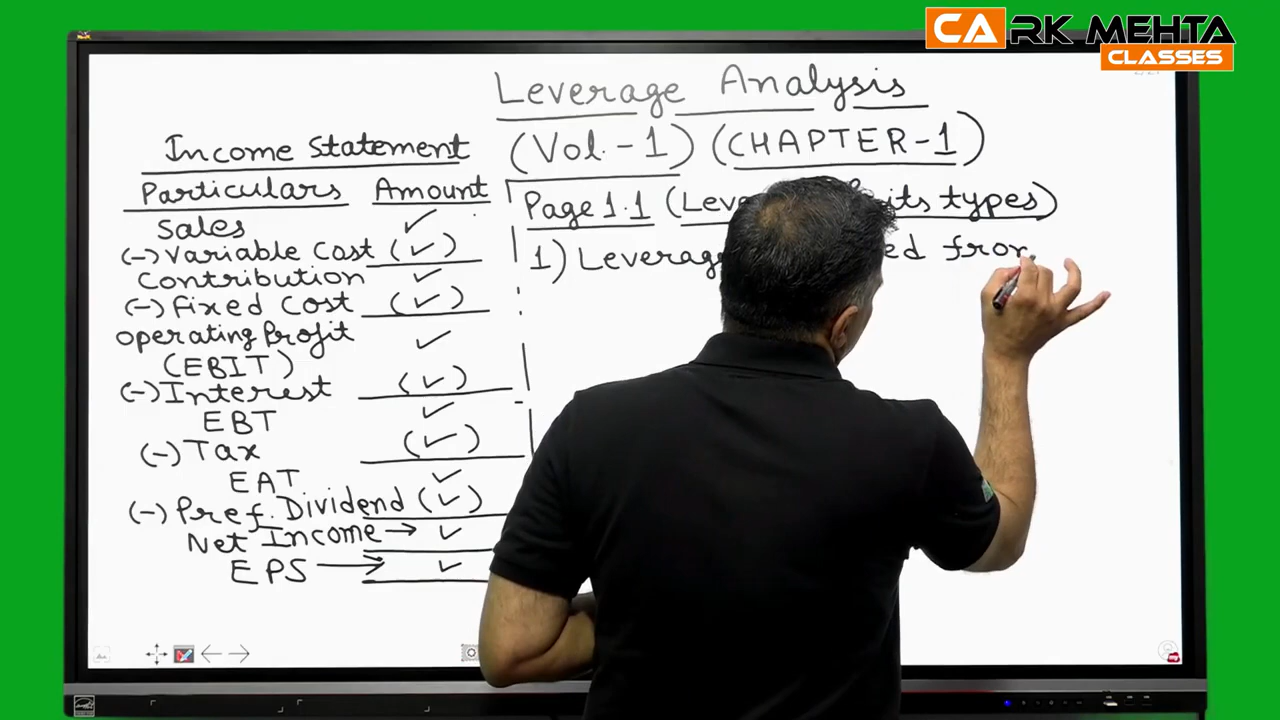 CA RK MEHTA
CLASSES
Leverage Analysis
(Vol.-1) (CHAPTER-1)
Income Statement
Particulars Amount
Sales ✓
(-) Variable Cost (✓)
Contribution ✓
(-) Fixed Cost (✓)
Operating Profit ✓
(EBIT)
(-) Interest (✓)
EBT ✓
(-) Tax (✓)
EAT ✓
(-) Pref. Dividend (✓)
Net Income → ✓
EPS → ✓
Page 1.1 (Lev its types)
1) Leverage ed from